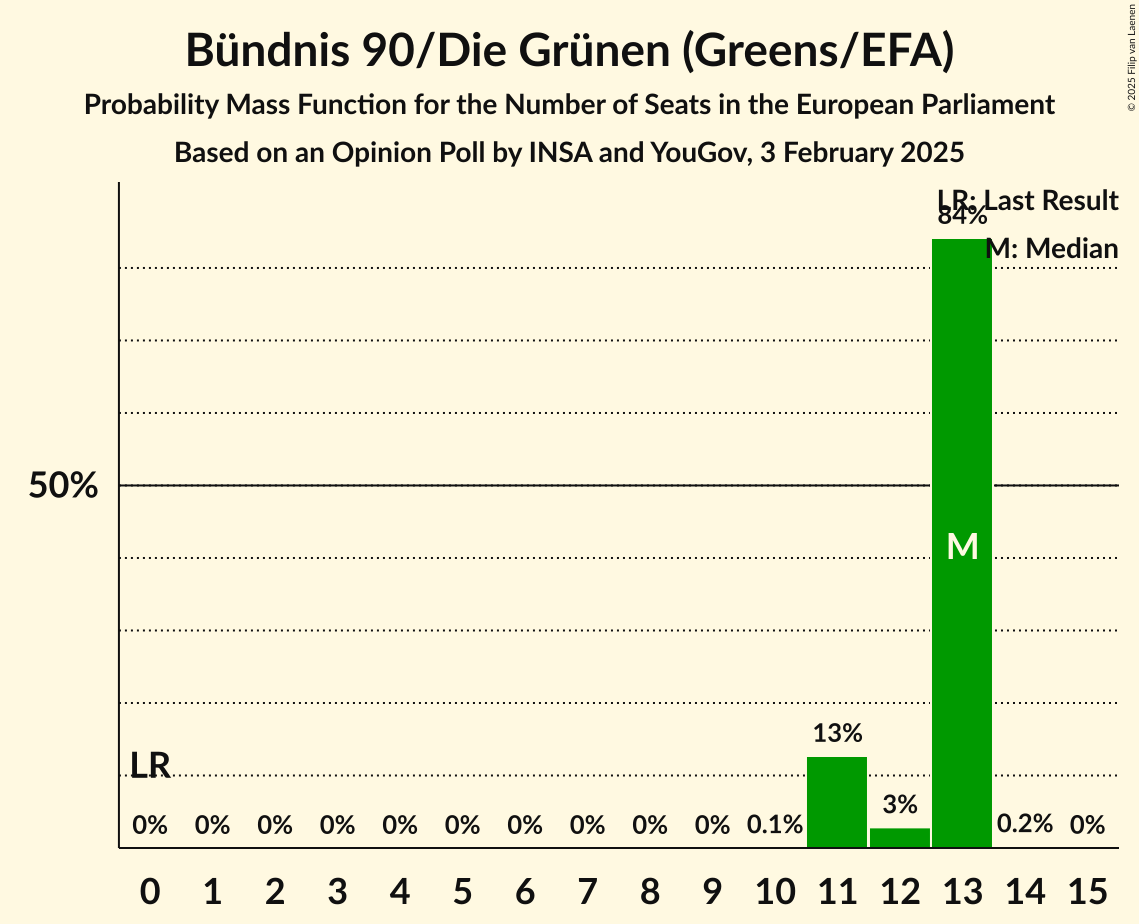 Bündnis 90/Die Grünen (Greens/EFA)
Probability Mass Function for the Number of Seats in the European Parliament
Based on an Opinion Poll by INSA and YouGov, 3 February 2025
© 2025 Filip van Laenen
LR: Last Result
M: Median
84%
50%
M
13%
LR
3%
0% 0% 0% 0% 0% 0% 0% 0% 0% 0% 0.1% 0.2% 0%
0 1 2 3 4 5 6 7 8 9 10 11 12 13 14 15